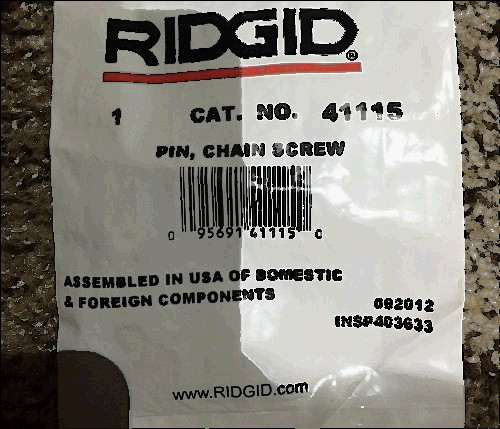 RIDGID®
1 CAT. NO. 41115
PIN, CHAIN SCREW
0 95691 41115 0
ASSEMBLED IN USA OF DOMESTIC
& FOREIGN COMPONENTS
092012
INSP403633
www.RIDGID.com